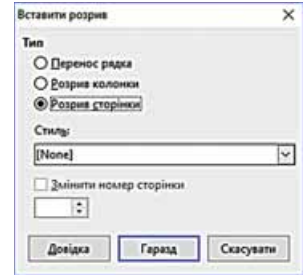 Вставити розрив
Тип
Перенос рядка
Розрив колонки
Розрив сторінки
Стиль:
[None]
Змінити номер сторінки
Довідка Гаразд Скасувати